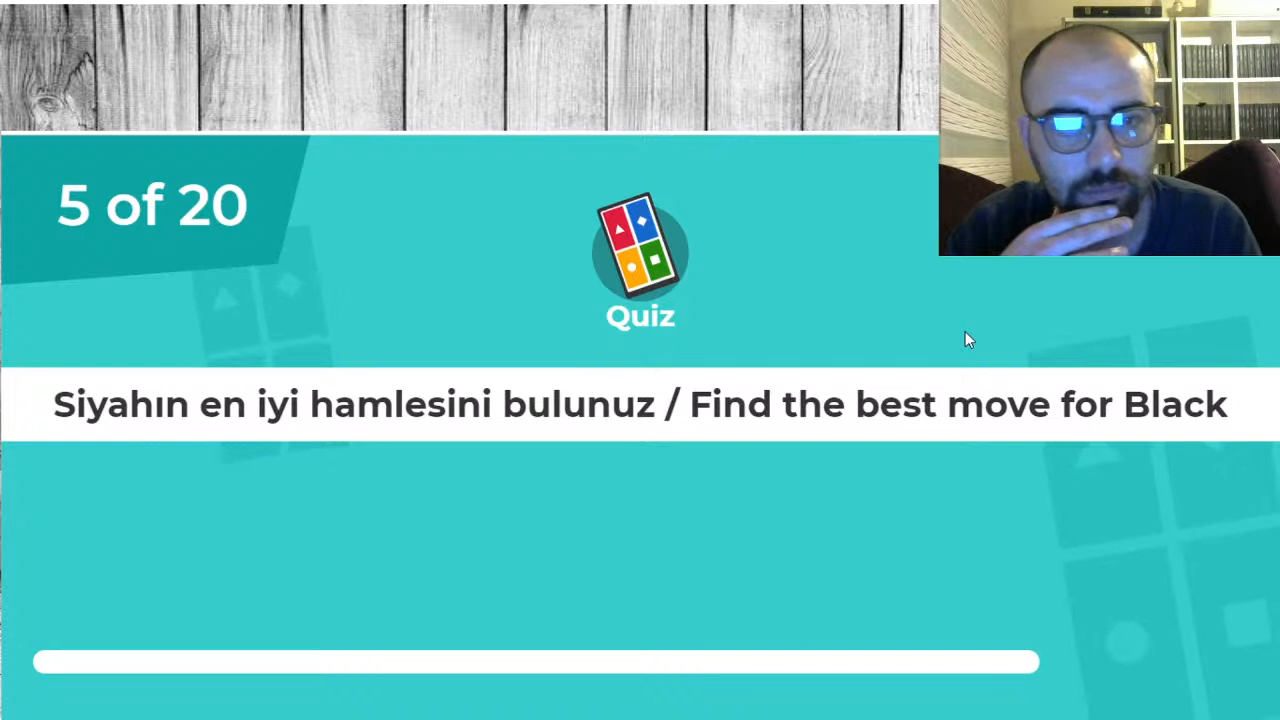 5 of 20
Quiz
Siyahın en iyi hamlesini bulunuz / Find the best move for Black